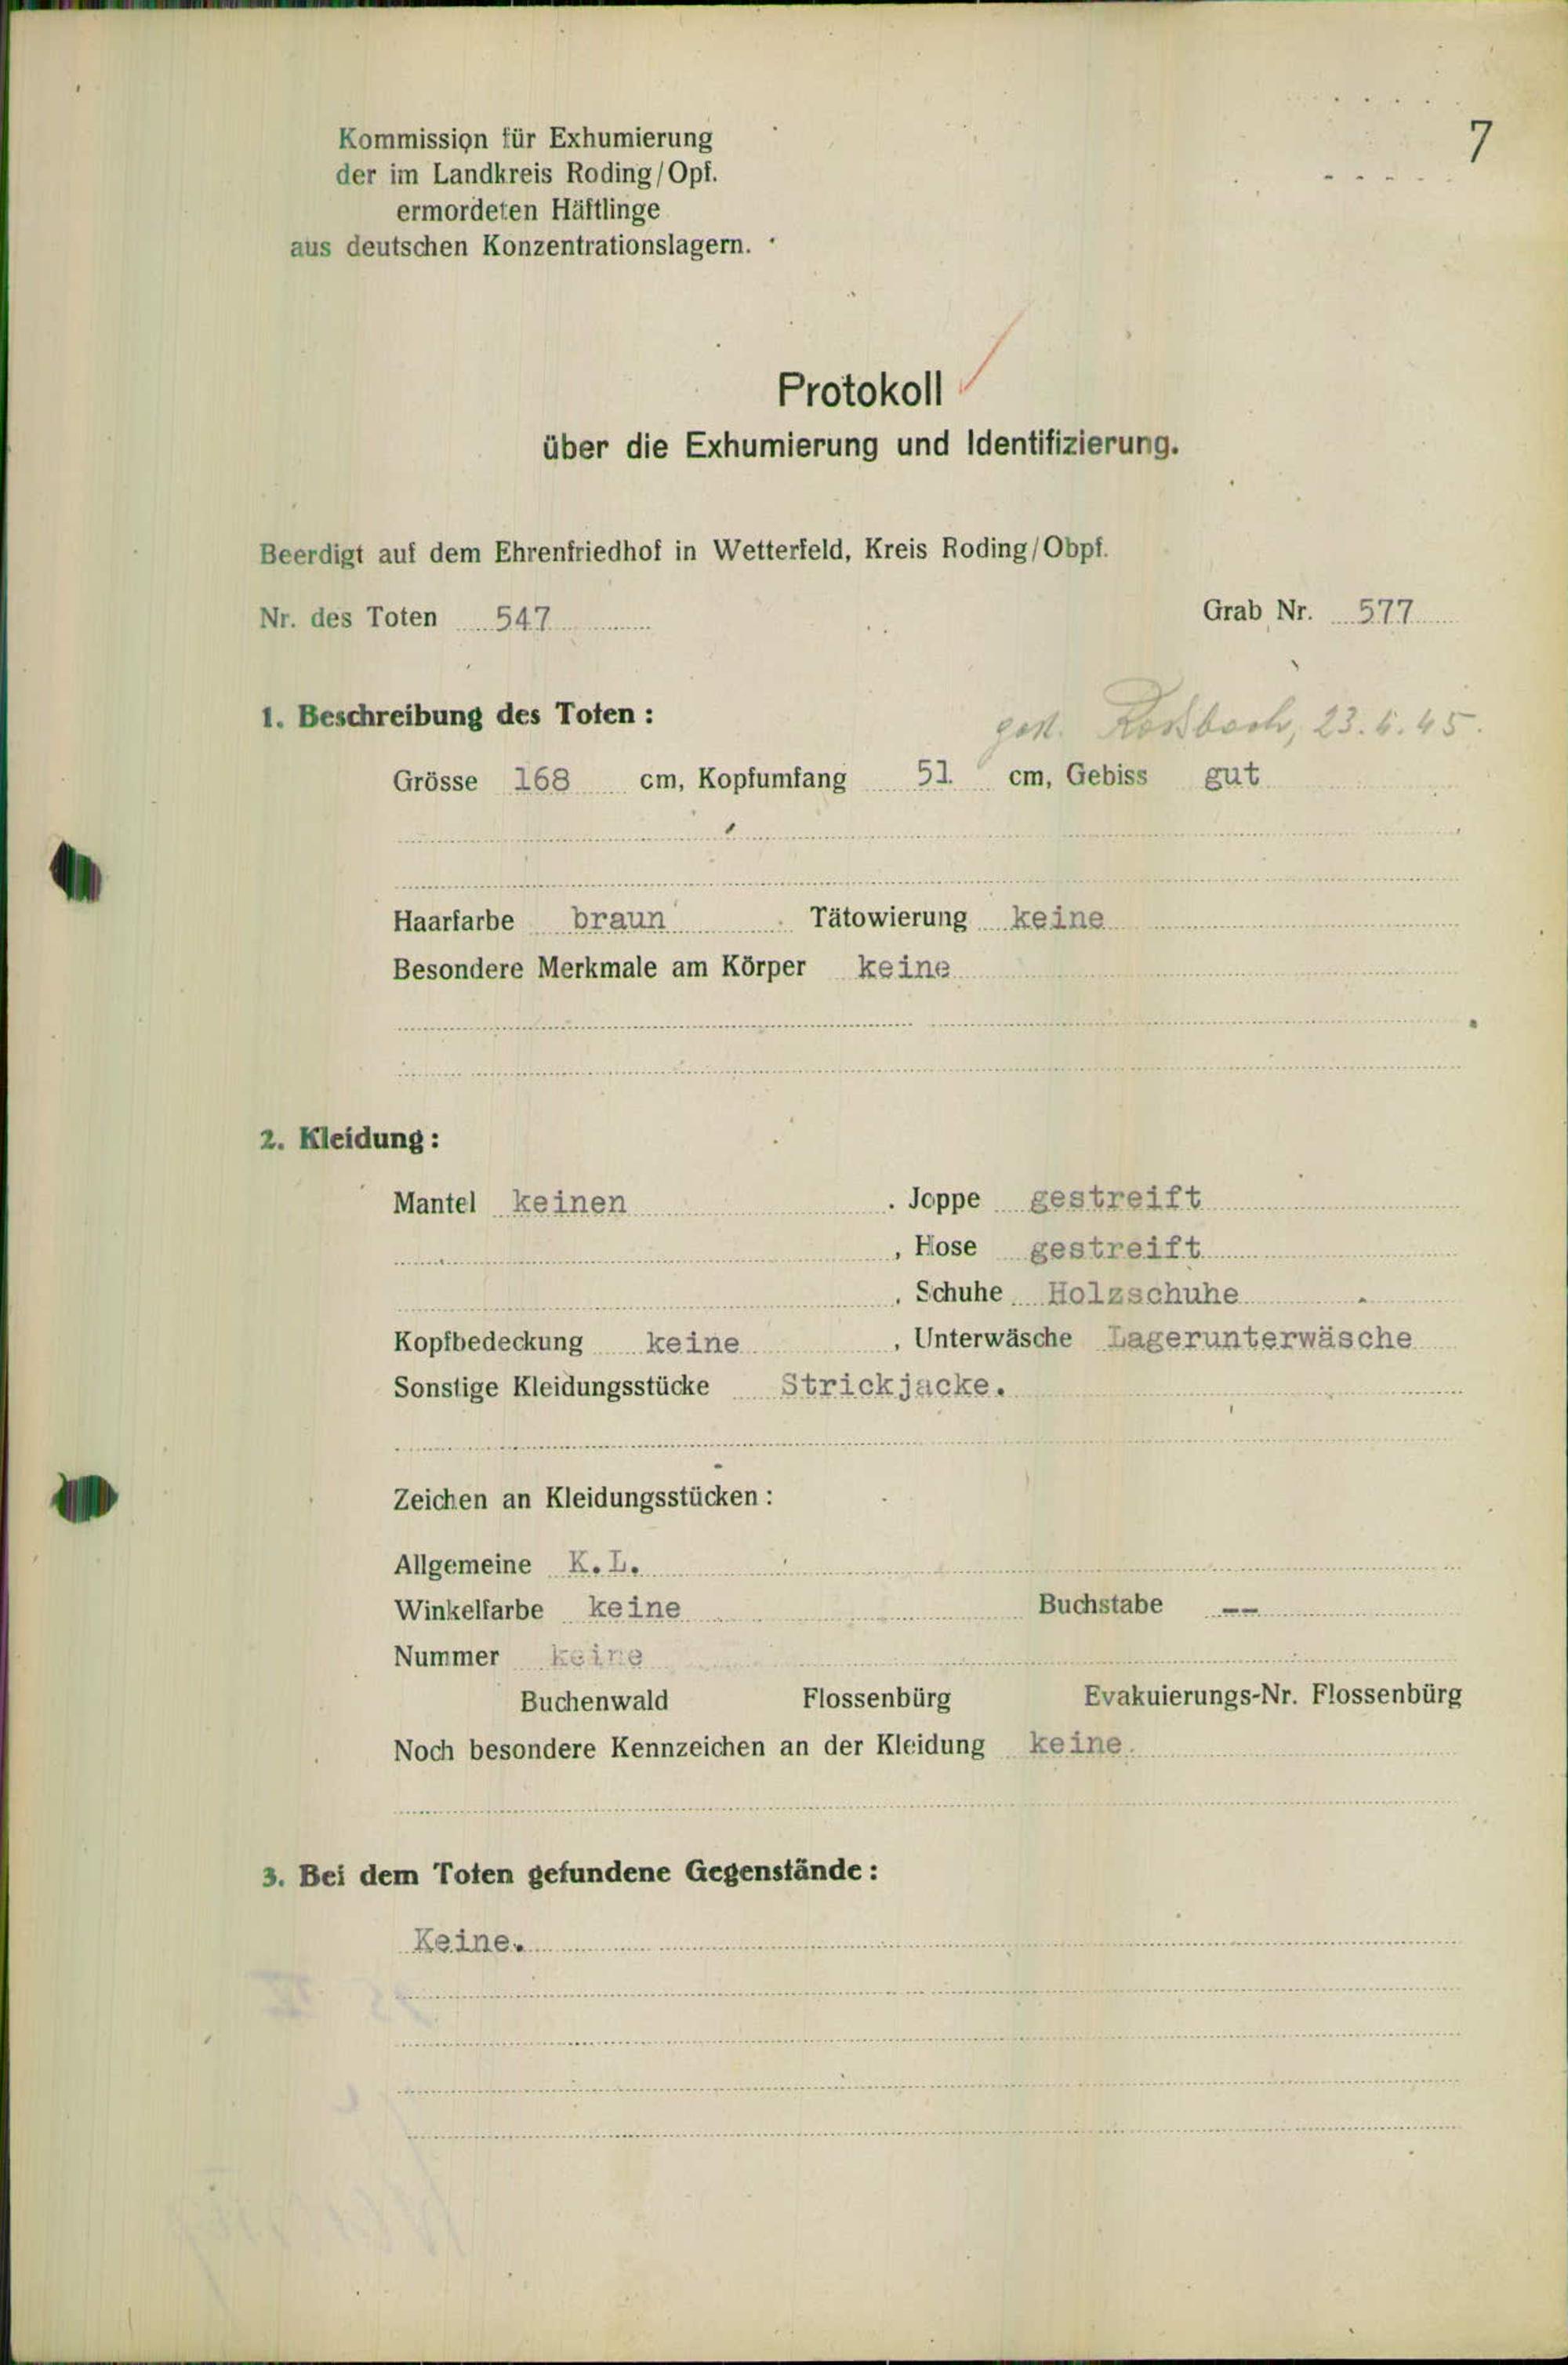 7
Kommission für Exhumierung
der im Landkreis Roding/Opf.
ermordeten Häftlinge
aus deutschen Konzentrationslagern.
Protokoll
über die Exhumierung und Identifizierung.
Beerdigt auf dem Ehrenfriedhof in Wetterfeld, Kreis Roding/Obpf.
Nr. des Toten 547 Grab Nr. 577
gest. Roßbach, 23.4.45.
1. Beschreibung des Toten:
Grösse 168 cm, Kopfumfang 51 cm, Gebiss gut
Haarfarbe braun. Tätowierung keine
Besondere Merkmale am Körper keine
2. Kleidung:
Mantel keinen. Joppe gestreift
, Hose gestreift
, Schuhe Holzschuhe
Kopfbedeckung keine, Unterwäsche Lagerunterwäsche
Sonstige Kleidungsstücke Strickjacke.
Zeichen an Kleidungsstücken:
Allgemeine K.L.
Winkelfarbe keine Buchstabe --
Nummer keine
Buchenwald Flossenbürg Evakuierungs-Nr. Flossenbürg
Noch besondere Kennzeichen an der Kleidung keine.
3. Bei dem Toten gefundene Gegenstände:
Keine.